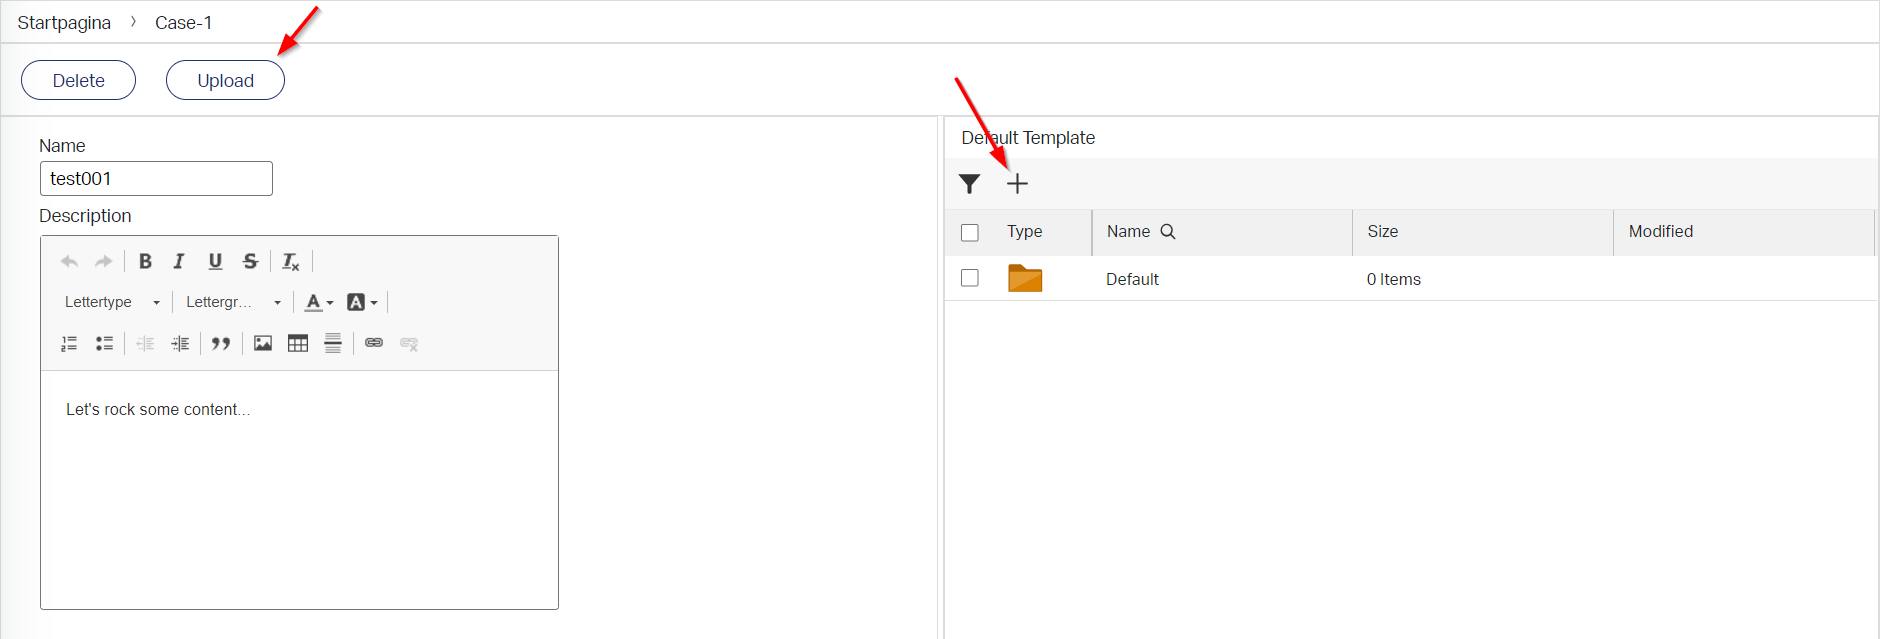 Startpagina > Case-1
Delete Upload
Name
test001
Description
B I U S Tx
Lettertype Lettergr... A A
Let's rock some content...
Default Template
Type Name Size Modified
Default 0 Items